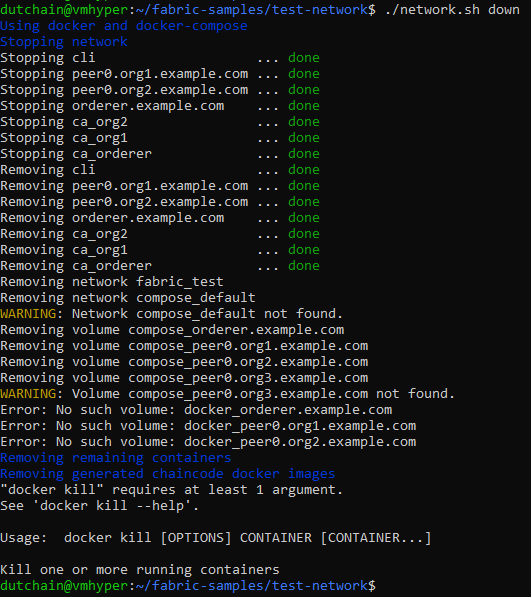 dutchain@vmhyper:~/fabric-samples/test-network$ ./network.sh down
Using docker and docker-compose
Stopping network
Stopping cli                    ... done
Stopping peer0.org1.example.com ... done
Stopping peer0.org2.example.com ... done
Stopping orderer.example.com    ... done
Stopping ca_org2                ... done
Stopping ca_org1                ... done
Stopping ca_orderer             ... done
Removing cli                    ... done
Removing peer0.org1.example.com ... done
Removing peer0.org2.example.com ... done
Removing orderer.example.com    ... done
Removing ca_org2                ... done
Removing ca_org1                ... done
Removing ca_orderer             ... done
Removing network fabric_test
Removing network compose_default
WARNING: Network compose_default not found.
Removing volume compose_orderer.example.com
Removing volume compose_peer0.org1.example.com
Removing volume compose_peer0.org2.example.com
Removing volume compose_peer0.org3.example.com
WARNING: Volume compose_peer0.org3.example.com not found.
Error: No such volume: docker_orderer.example.com
Error: No such volume: docker_peer0.org1.example.com
Error: No such volume: docker_peer0.org2.example.com
Removing remaining containers
Removing generated chaincode docker images
"docker kill" requires at least 1 argument.
See 'docker kill --help'.
Usage:  docker kill [OPTIONS] CONTAINER [CONTAINER...]
Kill one or more running containers
dutchain@vmhyper:~/fabric-samples/test-network$